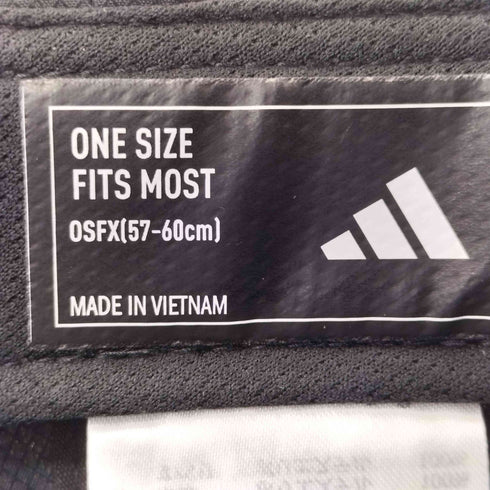 ONE SIZE
FITS MOST
OSFX(57-60cm)
MADE IN VIETNAM